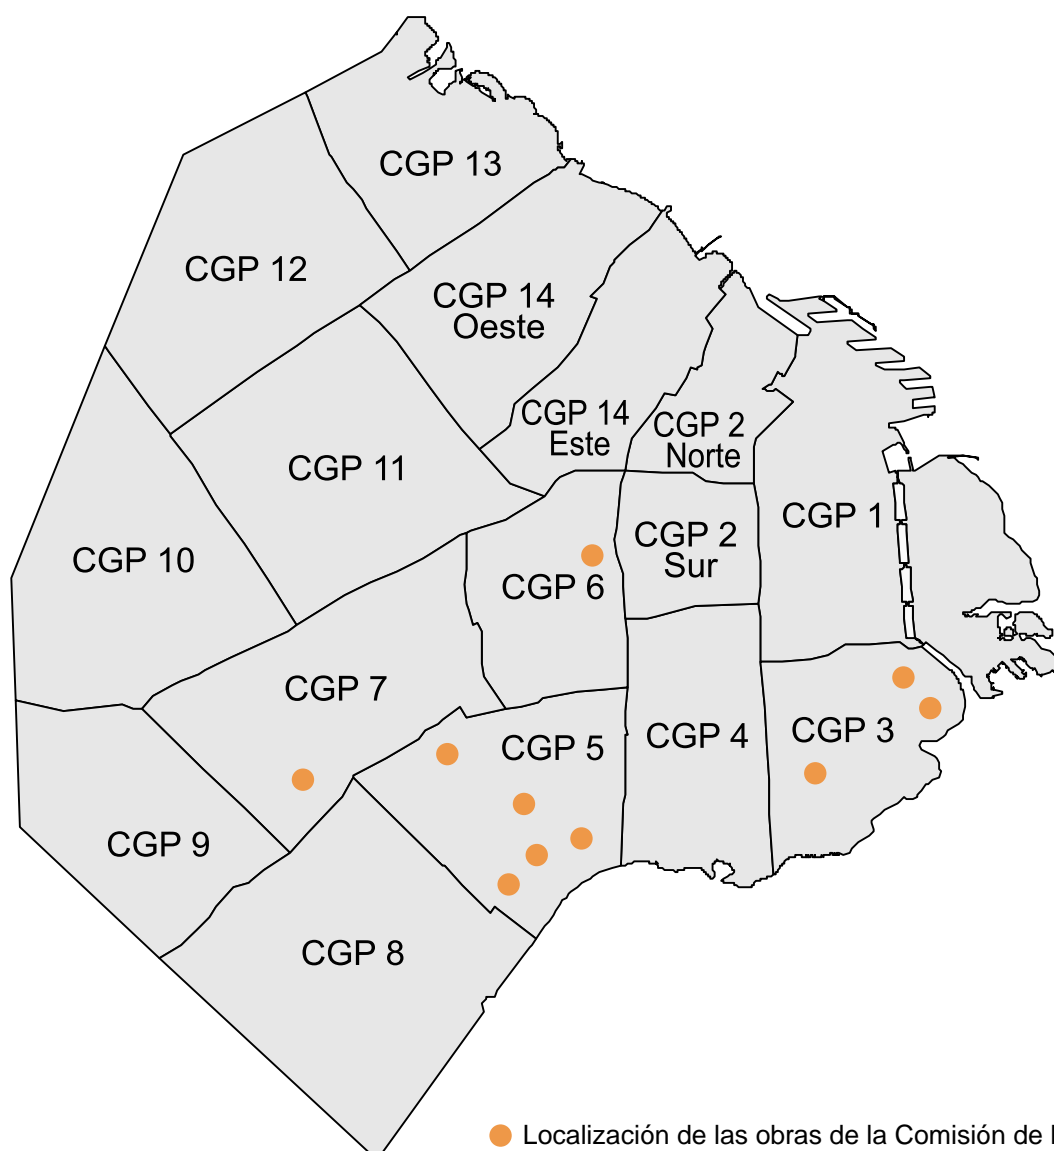 CGP 13
CGP 12
CGP 14
Oeste
CGP 14
Este
CGP 2
Norte
CGP 11
CGP 1
CGP 2
Sur
CGP 10
CGP 6
CGP 7
CGP 5
CGP 4
CGP 3
CGP 9
CGP 8
Localización de las obras de la Comisión de